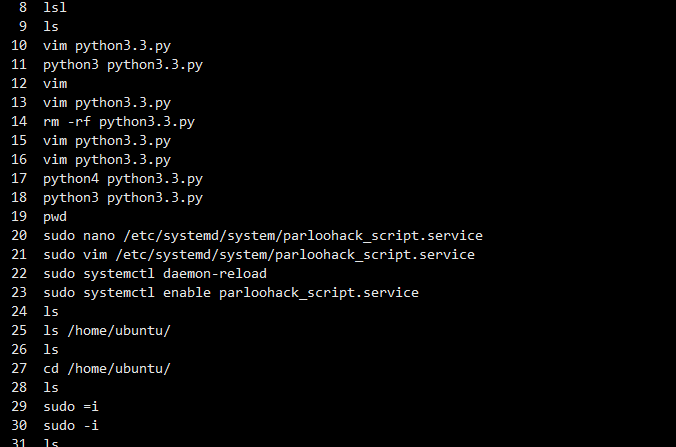 8 lsl
9 ls
10 vim python3.3.py
11 python3 python3.3.py
12 vim
13 vim python3.3.py
14 rm -rf python3.3.py
15 vim python3.3.py
16 vim python3.3.py
17 python4 python3.3.py
18 python3 python3.3.py
19 pwd
20 sudo nano /etc/systemd/system/parloohack_script.service
21 sudo vim /etc/systemd/system/parloohack_script.service
22 sudo systemctl daemon-reload
23 sudo systemctl enable parloohack_script.service
24 ls
25 ls /home/ubuntu/
26 ls
27 cd /home/ubuntu/
28 ls
29 sudo =i
30 sudo -i
31 ls